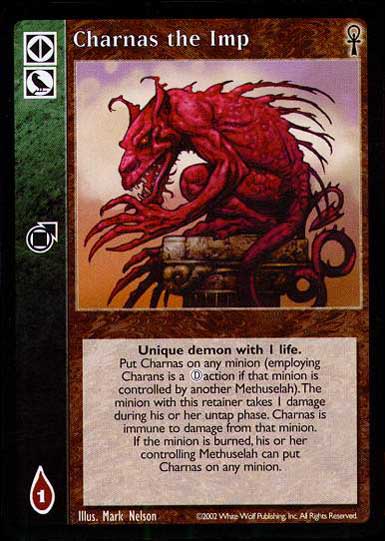 Charnas the Imp
Unique demon with 1 life.
Put Charnas on any minion (employing
Charans is a Ⓓ action if that minion is
controlled by another Methuselah). The
minion with this retainer takes 1 damage
during his or her untap phase. Charnas is
immune to damage from that minion.
If the minion is burned, his or her
controlling Methuselah can put
Charnas on any minion.
1
Illus. Mark Nelson
©2002 White Wolf Publishing, Inc. All Rights Reserved.